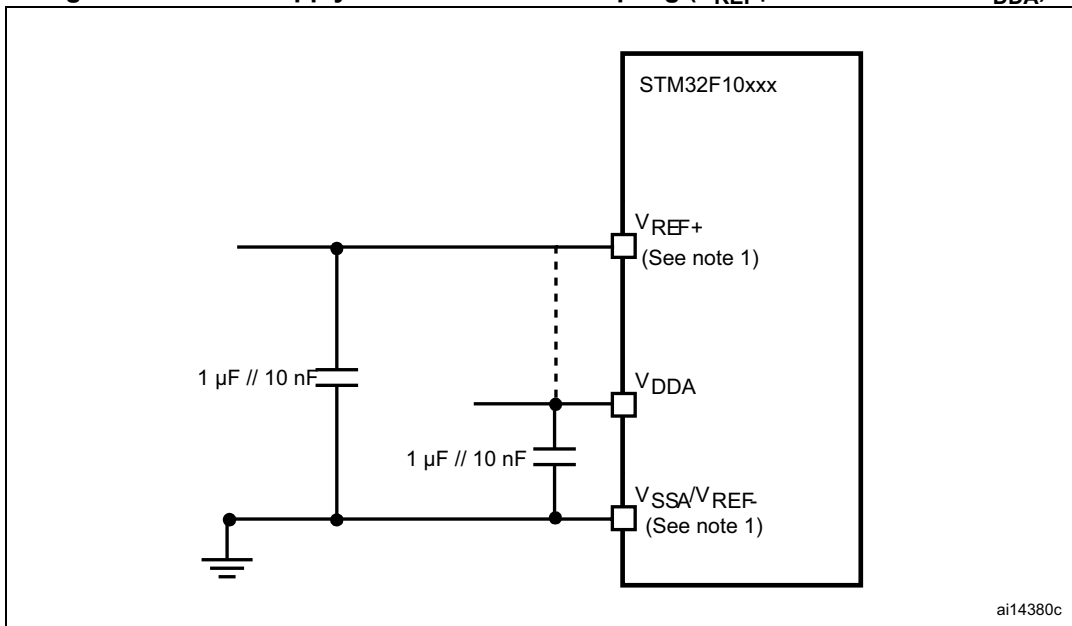 STM32F10xxx
VREF+
(See note 1)
1 µF // 10 nF
VDDA
1 µF // 10 nF
VSSA/VREF-
(See note 1)
ai14380c